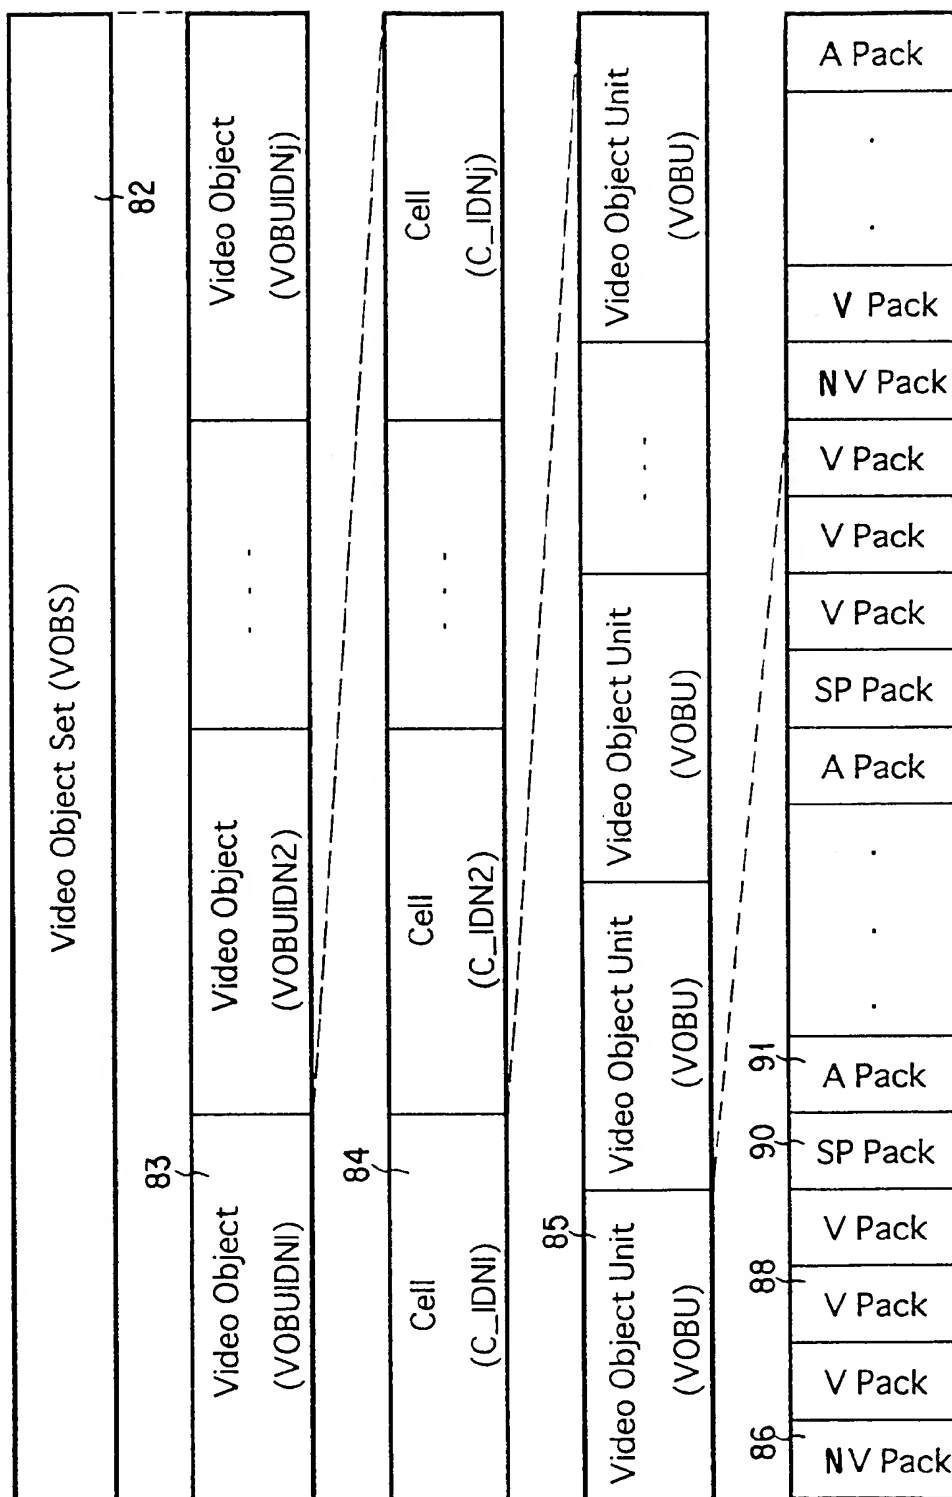 Video Object Set (VOBS)
82
83
Video Object
(VOBUIDN1)
Video Object
(VOBUIDN2)
. . .
Video Object
(VOBUIDNj)
84
Cell
(C_IDN1)
Cell
(C_IDN2)
. . .
Cell
(C_IDNj)
85
Video Object Unit
(VOBU)
Video Object Unit
(VOBU)
Video Object Unit
(VOBU)
. . .
Video Object Unit
(VOBU)
86
88
90
91
NV Pack
V Pack
V Pack
V Pack
SP Pack
A Pack
. . .
A Pack
SP Pack
V Pack
V Pack
V Pack
NV Pack
V Pack
. .
A Pack